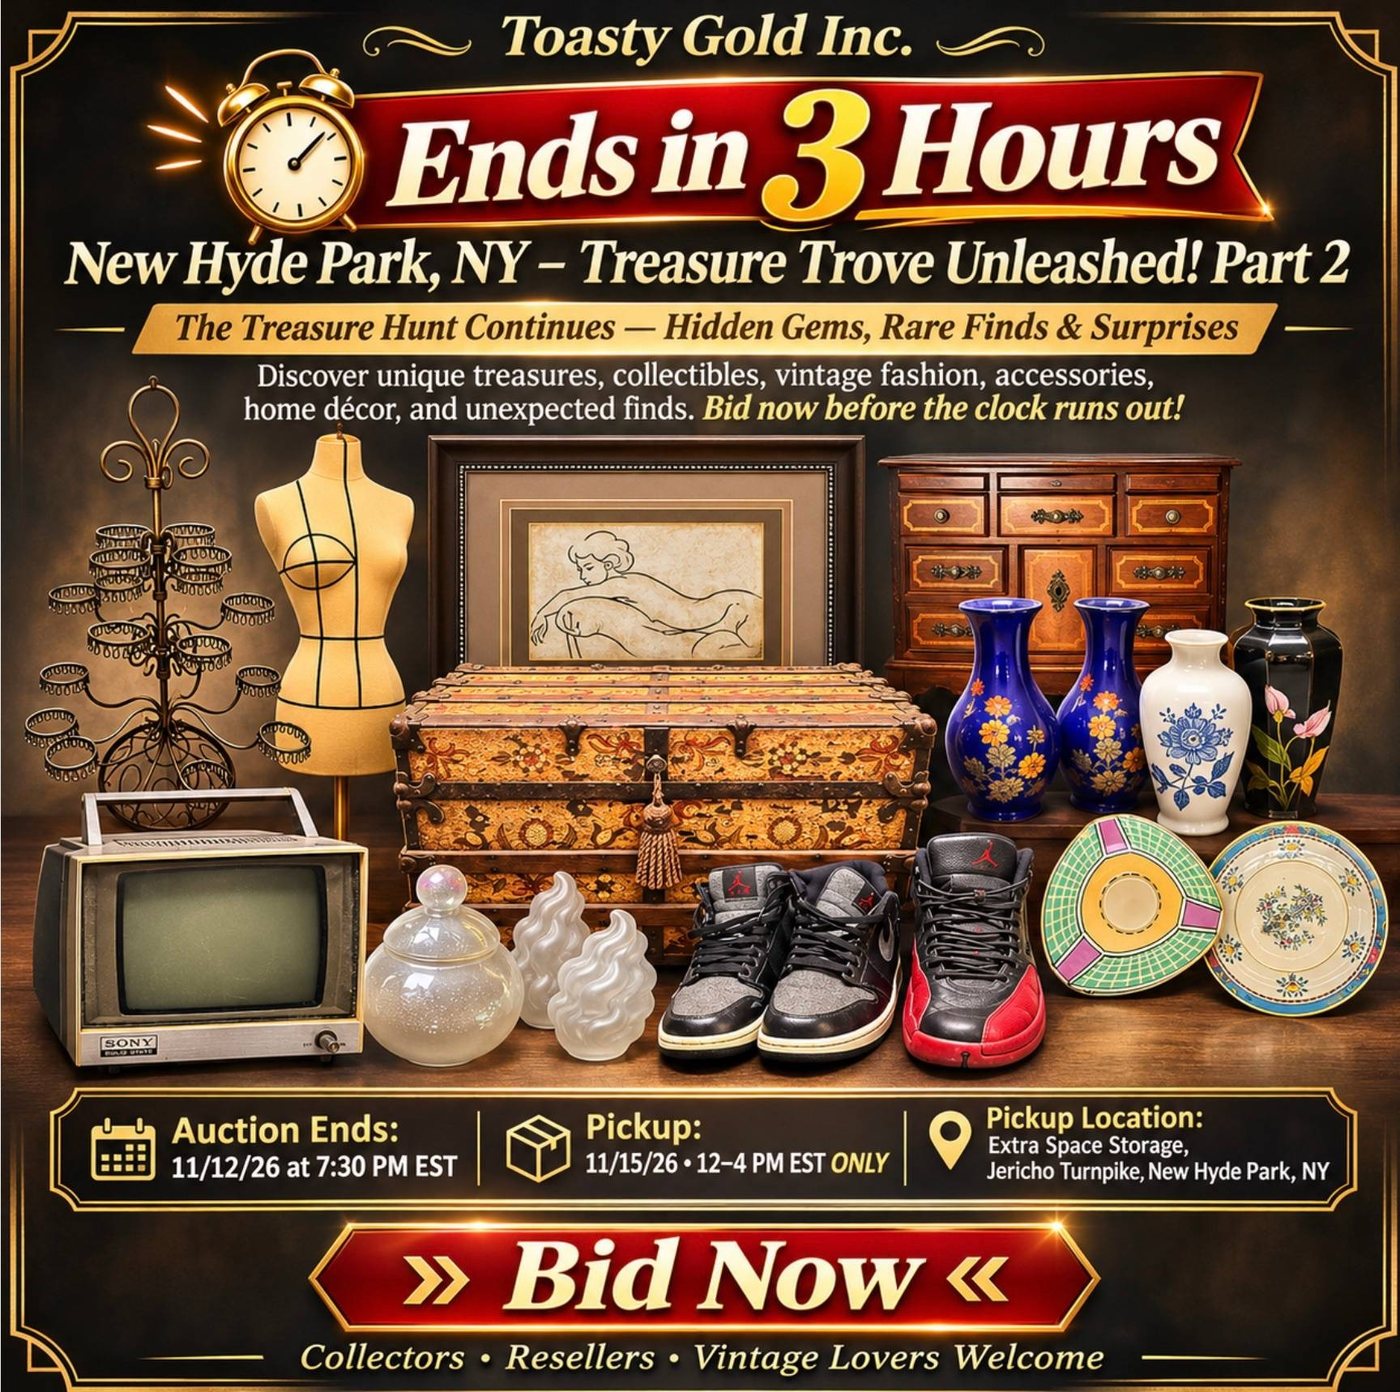 Toasty Gold Inc.
Ends in 3 Hours
New Hyde Park, NY – Treasure Trove Unleashed! Part 2
The Treasure Hunt Continues — Hidden Gems, Rare Finds & Surprises
Discover unique treasures, collectibles, vintage fashion, accessories,
home décor, and unexpected finds. Bid now before the clock runs out!
SONY
Auction Ends:
11/12/26 at 7:30 PM EST
Pickup:
11/15/26 • 12–4 PM EST ONLY
Pickup Location:
Extra Space Storage,
Jericho Turnpike, New Hyde Park, NY
» Bid Now «
Collectors • Resellers • Vintage Lovers Welcome